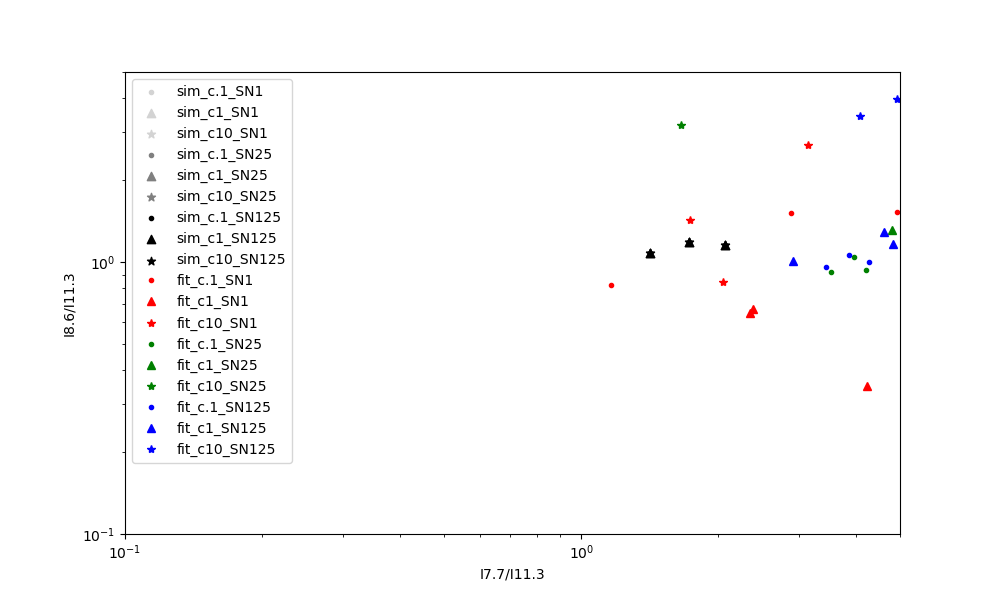 sim_c.1_SN1
sim_c1_SN1
sim_c10_SN1
sim_c.1_SN25
sim_c1_SN25
sim_c10_SN25
sim_c.1_SN125
sim_c1_SN125
sim_c10_SN125
fit_c.1_SN1
fit_c1_SN1
fit_c10_SN1
fit_c.1_SN25
fit_c1_SN25
fit_c10_SN25
fit_c.1_SN125
fit_c1_SN125
fit_c10_SN125
I8.6/I11.3
10⁰
10⁻¹
10⁻¹ 10⁰
I7.7/I11.3